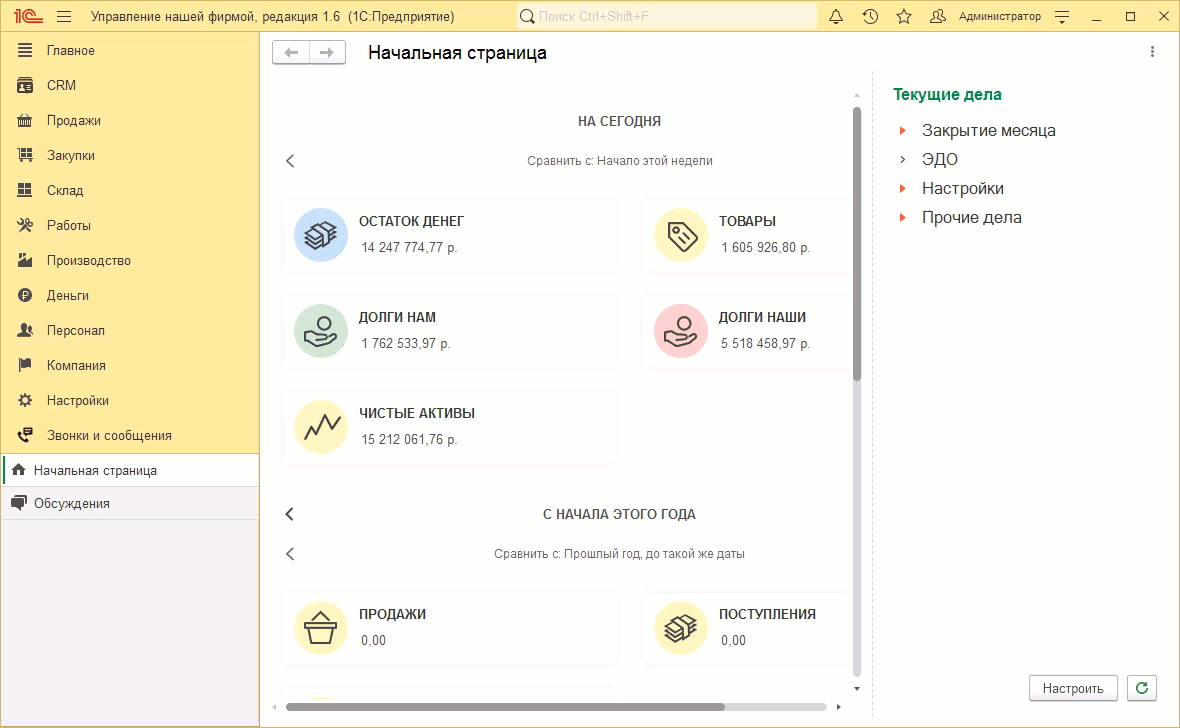 1С Управление нашей фирмой, редакция 1.6 (1С:Предприятие)
Поиск Ctrl+Shift+F
Администратор
Главное
CRM
Продажи
Закупки
Склад
Работы
Производство
Деньги
Персонал
Компания
Настройки
Звонки и сообщения
Начальная страница
Обсуждения
Начальная страница
НА СЕГОДНЯ
Сравнить с: Начало этой недели
ОСТАТОК ДЕНЕГ
14 247 774,77 р.
ТОВАРЫ
1 605 926,80 р.
ДОЛГИ НАМ
1 762 533,97 р.
ДОЛГИ НАШИ
5 518 458,97 р.
ЧИСТЫЕ АКТИВЫ
15 212 061,76 р.
С НАЧАЛА ЭТОГО ГОДА
Сравнить с: Прошлый год, до такой же даты
ПРОДАЖИ
0,00
ПОСТУПЛЕНИЯ
0,00
Текущие дела
Закрытие месяца
ЭДО
Настройки
Прочие дела
Настроить